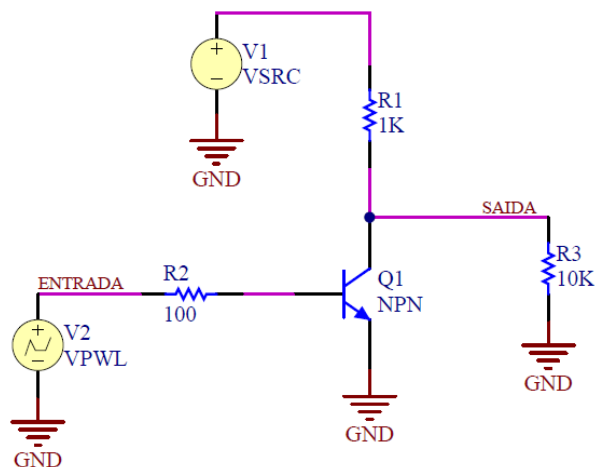 V1
VSRC
GND
R1
1K
SAIDA
R3
10K
GND
ENTRADA
R2
100
Q1
NPN
V2
VPWL
GND
GND